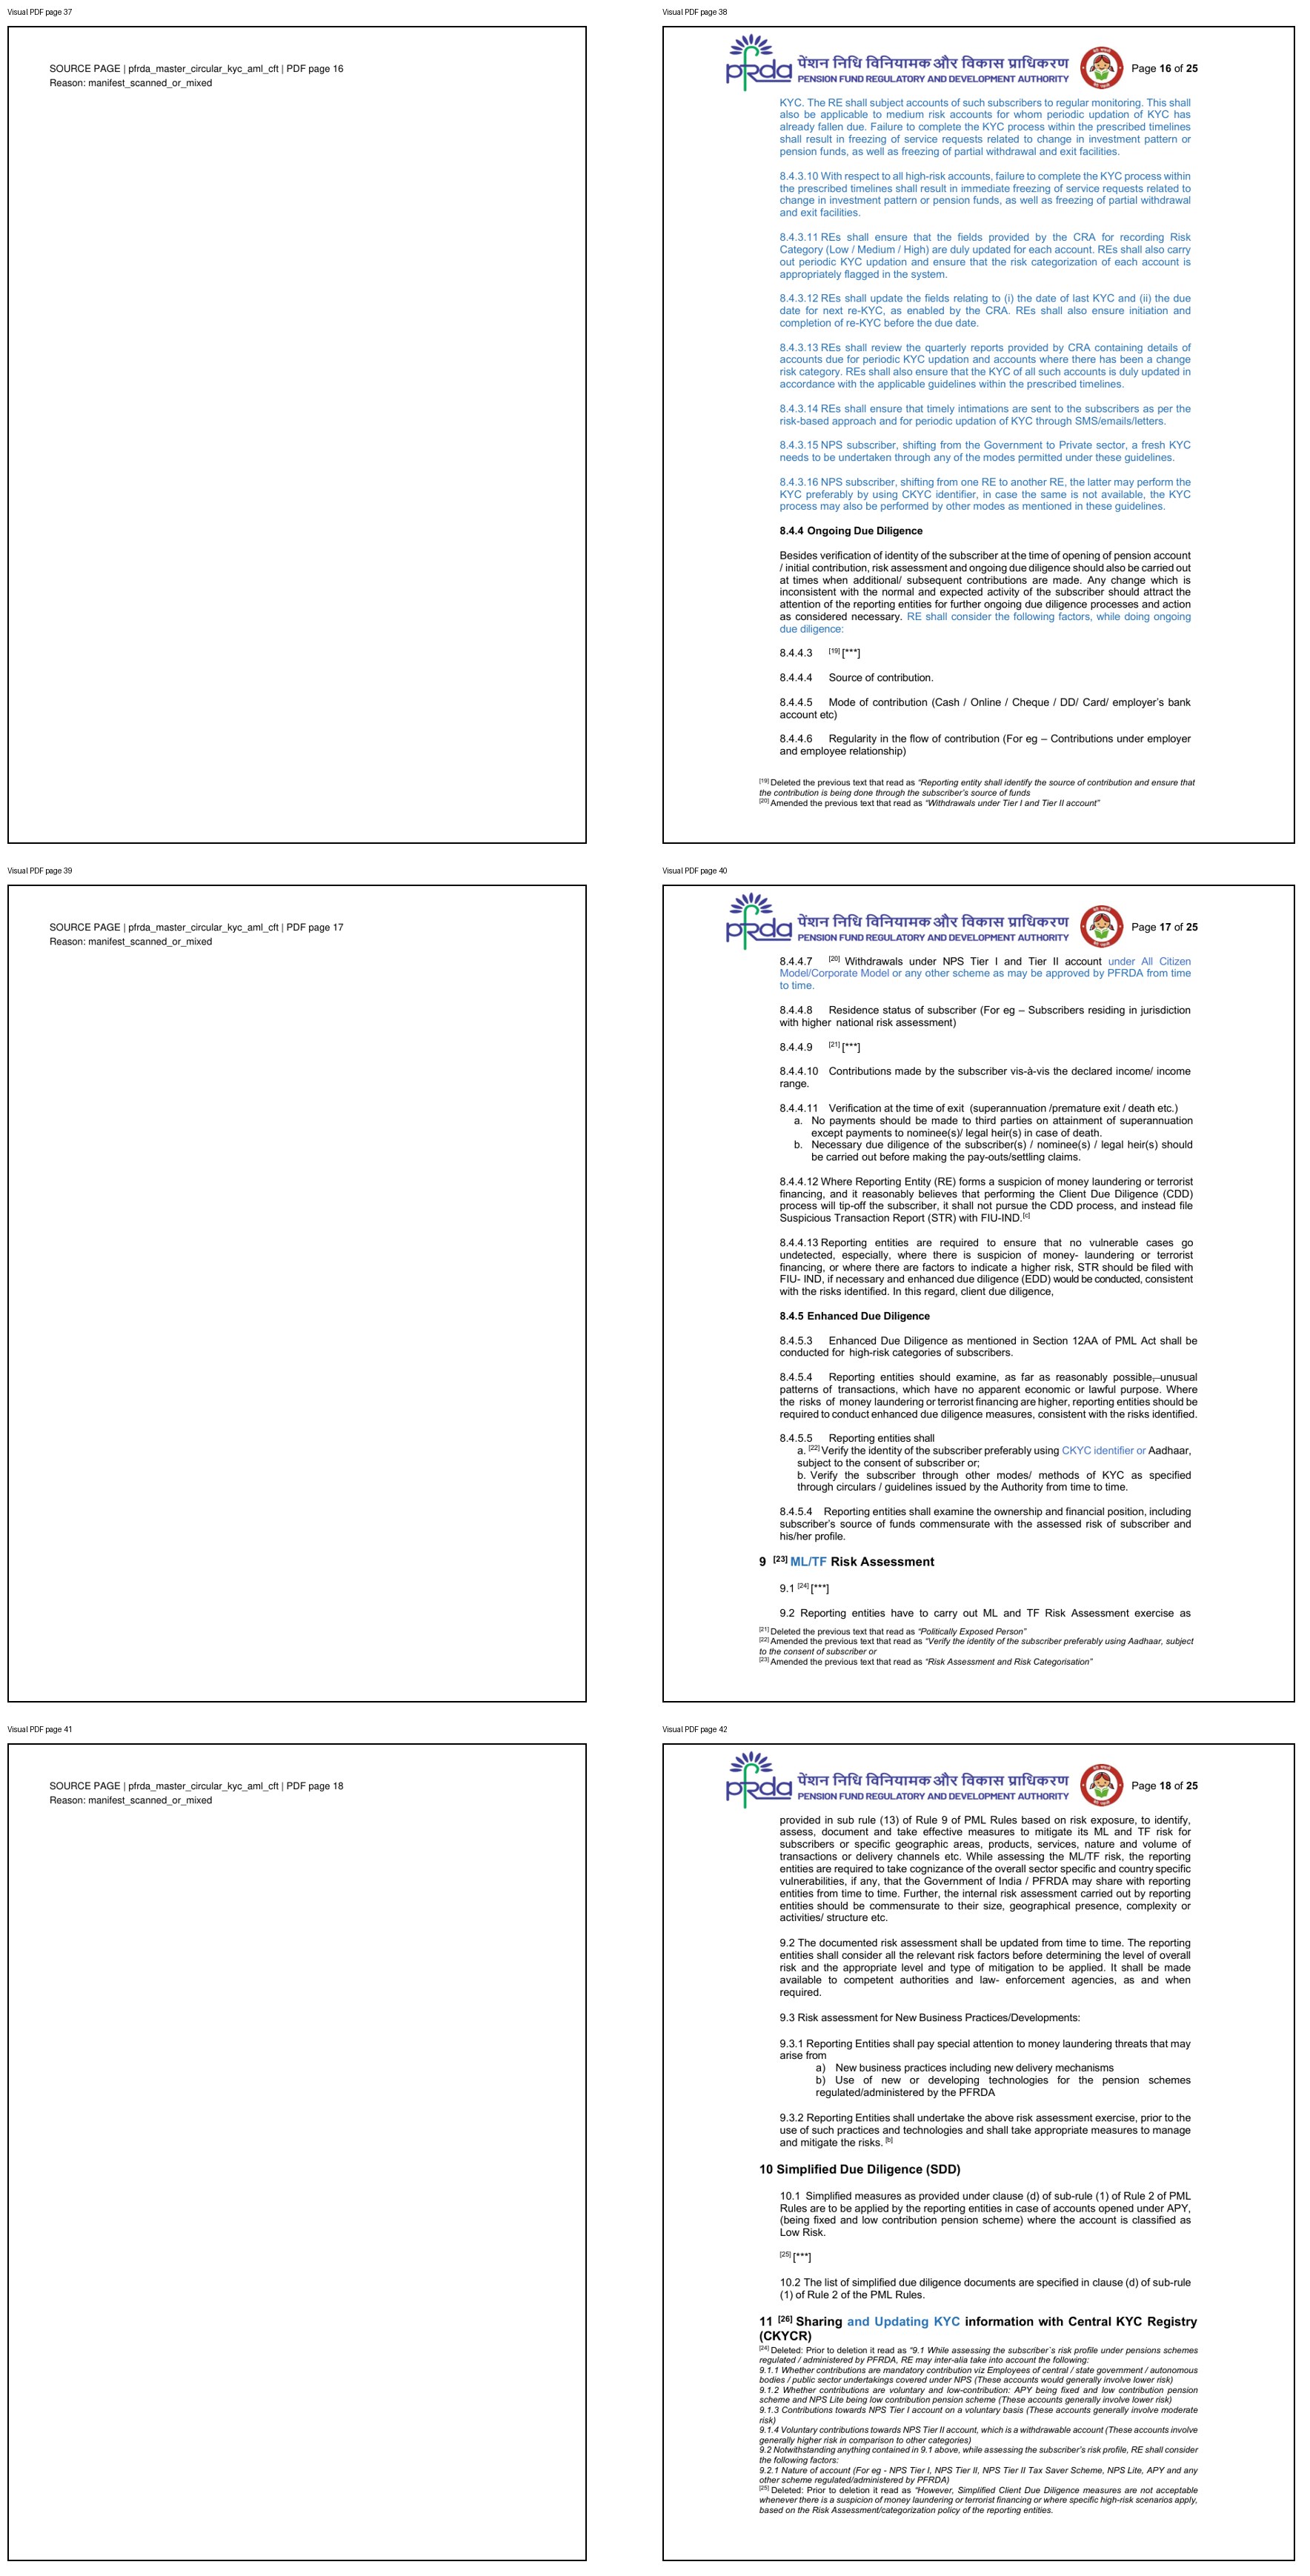 Visual PDF page 37
SOURCE PAGE | pfrda_master_circular_kyc_aml_cft | PDF page 16
Reason: manifest_scanned_or_mixed
Visual PDF page 38
pfrda
पेंशन निधि विनियामक और विकास प्राधिकरण
PENSION FUND REGULATORY AND DEVELOPMENT AUTHORITY
Page 16 of 25
KYC. The RE shall subject accounts of such subscribers to regular monitoring. This shall
also be applicable to medium risk accounts for whom periodic updation of KYC has
already fallen due. Failure to complete the KYC process within the prescribed timelines
shall result in freezing of service requests related to change in investment pattern or
pension funds, as well as freezing of partial withdrawal and exit facilities.
8.4.3.10 With respect to all high-risk accounts, failure to complete the KYC process within
the prescribed timelines shall result in immediate freezing of service requests related to
change in investment pattern or pension funds, as well as freezing of partial withdrawal
and exit facilities.
8.4.3.11 REs shall ensure that the fields provided by the CRA for recording Risk
Category (Low / Medium / High) are duly updated for each account. REs shall also carry
out periodic KYC updation and ensure that the risk categorization of each account is
appropriately flagged in the system.
8.4.3.12 REs shall update the fields relating to (i) the date of last KYC and (ii) the due
date for next re-KYC, as enabled by the CRA. REs shall also ensure initiation and
completion of re-KYC before the due date.
8.4.3.13 REs shall review the quarterly reports provided by CRA containing details of
accounts due for periodic KYC updation and accounts where there has been a change
risk category. REs shall also ensure that the KYC of all such accounts is duly updated in
accordance with the applicable guidelines within the prescribed timelines.
8.4.3.14 REs shall ensure that timely intimations are sent to the subscribers as per the
risk-based approach and for periodic updation of KYC through SMS/emails/letters.
8.4.3.15 NPS subscriber, shifting from the Government to Private sector, a fresh KYC
needs to be undertaken through any of the modes permitted under these guidelines.
8.4.3.16 NPS subscriber, shifting from one RE to another RE, the latter may perform the
KYC preferably by using CKYC identifier, in case the same is not available, the KYC
process may also be performed by other modes as mentioned in these guidelines.
8.4.4 Ongoing Due Diligence
Besides verification of identity of the subscriber at the time of opening of pension account
/ initial contribution, risk assessment and ongoing due diligence should also be carried out
at times when additional/ subsequent contributions are made. Any change which is
inconsistent with the normal and expected activity of the subscriber should attract the
attention of the reporting entities for further ongoing due diligence processes and action
as considered necessary. RE shall consider the following factors, while doing ongoing
due diligence:
8.4.4.3 [19] [***]
8.4.4.4 Source of contribution.
8.4.4.5 Mode of contribution (Cash / Online / Cheque / DD/ Card/ employer's bank
account etc)
8.4.4.6 Regularity in the flow of contribution (For eg – Contributions under employer
and employee relationship)
[19] Deleted the previous text that read as “Reporting entity shall identify the source of contribution and ensure that
the contribution is being done through the subscriber's source of funds
[20] Amended the previous text that read as “Withdrawals under Tier I and Tier II account”
Visual PDF page 39
SOURCE PAGE | pfrda_master_circular_kyc_aml_cft | PDF page 17
Reason: manifest_scanned_or_mixed
Visual PDF page 40
pfrda
पेंशन निधि विनियामक और विकास प्राधिकरण
PENSION FUND REGULATORY AND DEVELOPMENT AUTHORITY
Page 17 of 25
8.4.4.7 [20] Withdrawals under NPS Tier I and Tier II account under All Citizen
Model/Corporate Model or any other scheme as may be approved by PFRDA from time
to time.
8.4.4.8 Residence status of subscriber (For eg – Subscribers residing in jurisdiction
with higher national risk assessment)
8.4.4.9 [21] [***]
8.4.4.10 Contributions made by the subscriber vis-à-vis the declared income/ income
range.
8.4.4.11 Verification at the time of exit (superannuation /premature exit / death etc.)
a. No payments should be made to third parties on attainment of superannuation
except payments to nominee(s)/ legal heir(s) in case of death.
b. Necessary due diligence of the subscriber(s) / nominee(s) / legal heir(s) should
be carried out before making the pay-outs/settling claims.
8.4.4.12 Where Reporting Entity (RE) forms a suspicion of money laundering or terrorist
financing, and it reasonably believes that performing the Client Due Diligence (CDD)
process will tip-off the subscriber, it shall not pursue the CDD process, and instead file
Suspicious Transaction Report (STR) with FIU-IND.[c]
8.4.4.13 Reporting entities are required to ensure that no vulnerable cases go
undetected, especially, where there is suspicion of money- laundering or terrorist
financing, or where there are factors to indicate a higher risk, STR should be filed with
FIU- IND, if necessary and enhanced due diligence (EDD) would be conducted, consistent
with the risks identified. In this regard, client due diligence,
8.4.5 Enhanced Due Diligence
8.4.5.3 Enhanced Due Diligence as mentioned in Section 12AA of PML Act shall be
conducted for high-risk categories of subscribers.
8.4.5.4 Reporting entities should examine, as far as reasonably possible, unusual
patterns of transactions, which have no apparent economic or lawful purpose. Where
the risks of money laundering or terrorist financing are higher, reporting entities should be
required to conduct enhanced due diligence measures, consistent with the risks identified.
8.4.5.5 Reporting entities shall
a. [22] Verify the identity of the subscriber preferably using CKYC identifier or Aadhaar,
subject to the consent of subscriber or;
b. Verify the subscriber through other modes/ methods of KYC as specified
through circulars / guidelines issued by the Authority from time to time.
8.4.5.4 Reporting entities shall examine the ownership and financial position, including
subscriber's source of funds commensurate with the assessed risk of subscriber and
his/her profile.
9 [23] ML/TF Risk Assessment
9.1 [24] [***]
9.2 Reporting entities have to carry out ML and TF Risk Assessment exercise as
[21] Deleted the previous text that read as “Politically Exposed Person”
[22] Amended the previous text that read as “Verify the identity of the subscriber preferably using Aadhaar, subject
to the consent of subscriber or
[23] Amended the previous text that read as “Risk Assessment and Risk Categorisation”
Visual PDF page 41
SOURCE PAGE | pfrda_master_circular_kyc_aml_cft | PDF page 18
Reason: manifest_scanned_or_mixed
Visual PDF page 42
pfrda
पेंशन निधि विनियामक और विकास प्राधिकरण
PENSION FUND REGULATORY AND DEVELOPMENT AUTHORITY
Page 18 of 25
provided in sub rule (13) of Rule 9 of PML Rules based on risk exposure, to identify,
assess, document and take effective measures to mitigate its ML and TF risk for
subscribers or specific geographic areas, products, services, nature and volume of
transactions or delivery channels etc. While assessing the ML/TF risk, the reporting
entities are required to take cognizance of the overall sector specific and country specific
vulnerabilities, if any, that the Government of India / PFRDA may share with reporting
entities from time to time. Further, the internal risk assessment carried out by reporting
entities should be commensurate to their size, geographical presence, complexity or
activities/ structure etc.
9.2 The documented risk assessment shall be updated from time to time. The reporting
entities shall consider all the relevant risk factors before determining the level of overall
risk and the appropriate level and type of mitigation to be applied. It shall be made
available to competent authorities and law- enforcement agencies, as and when
required.
9.3 Risk assessment for New Business Practices/Developments:
9.3.1 Reporting Entities shall pay special attention to money laundering threats that may
arise from
a) New business practices including new delivery mechanisms
b) Use of new or developing technologies for the pension schemes
regulated/administered by the PFRDA
9.3.2 Reporting Entities shall undertake the above risk assessment exercise, prior to the
use of such practices and technologies and shall take appropriate measures to manage
and mitigate the risks. [b]
10 Simplified Due Diligence (SDD)
10.1 Simplified measures as provided under clause (d) of sub-rule (1) of Rule 2 of PML
Rules are to be applied by the reporting entities in case of accounts opened under APY,
(being fixed and low contribution pension scheme) where the account is classified as
Low Risk.
[25] [***]
10.2 The list of simplified due diligence documents are specified in clause (d) of sub-rule
(1) of Rule 2 of the PML Rules.
11 [26] Sharing and Updating KYC information with Central KYC Registry
(CKYCR)
[24] Deleted: Prior to deletion it read as “9.1 While assessing the subscriber`s risk profile under pensions schemes
regulated / administered by PFRDA, RE may inter-alia take into account the following:
9.1.1 Whether contributions are mandatory contribution viz Employees of central / state government / autonomous
bodies / public sector undertakings covered under NPS (These accounts would generally involve lower risk)
9.1.2 Whether contributions are voluntary and low-contribution: APY being fixed and low contribution pension
scheme and NPS Lite being low contribution pension scheme (These accounts generally involve lower risk)
9.1.3 Contributions towards NPS Tier I account on a voluntary basis (These accounts generally involve moderate
risk)
9.1.4 Voluntary contributions towards NPS Tier II account, which is a withdrawable account (These accounts involve
generally higher risk in comparison to other categories)
9.2 Notwithstanding anything contained in 9.1 above, while assessing the subscriber's risk profile, RE shall consider
the following factors:
9.2.1 Nature of account (For eg - NPS Tier I, NPS Tier II, NPS Tier II Tax Saver Scheme, NPS Lite, APY and any
other scheme regulated/administered by PFRDA)
[25] Deleted: Prior to deletion it read as “However, Simplified Client Due Diligence measures are not acceptable
whenever there is a suspicion of money laundering or terrorist financing or where specific high-risk scenarios apply,
based on the Risk Assessment/categorization policy of the reporting entities.